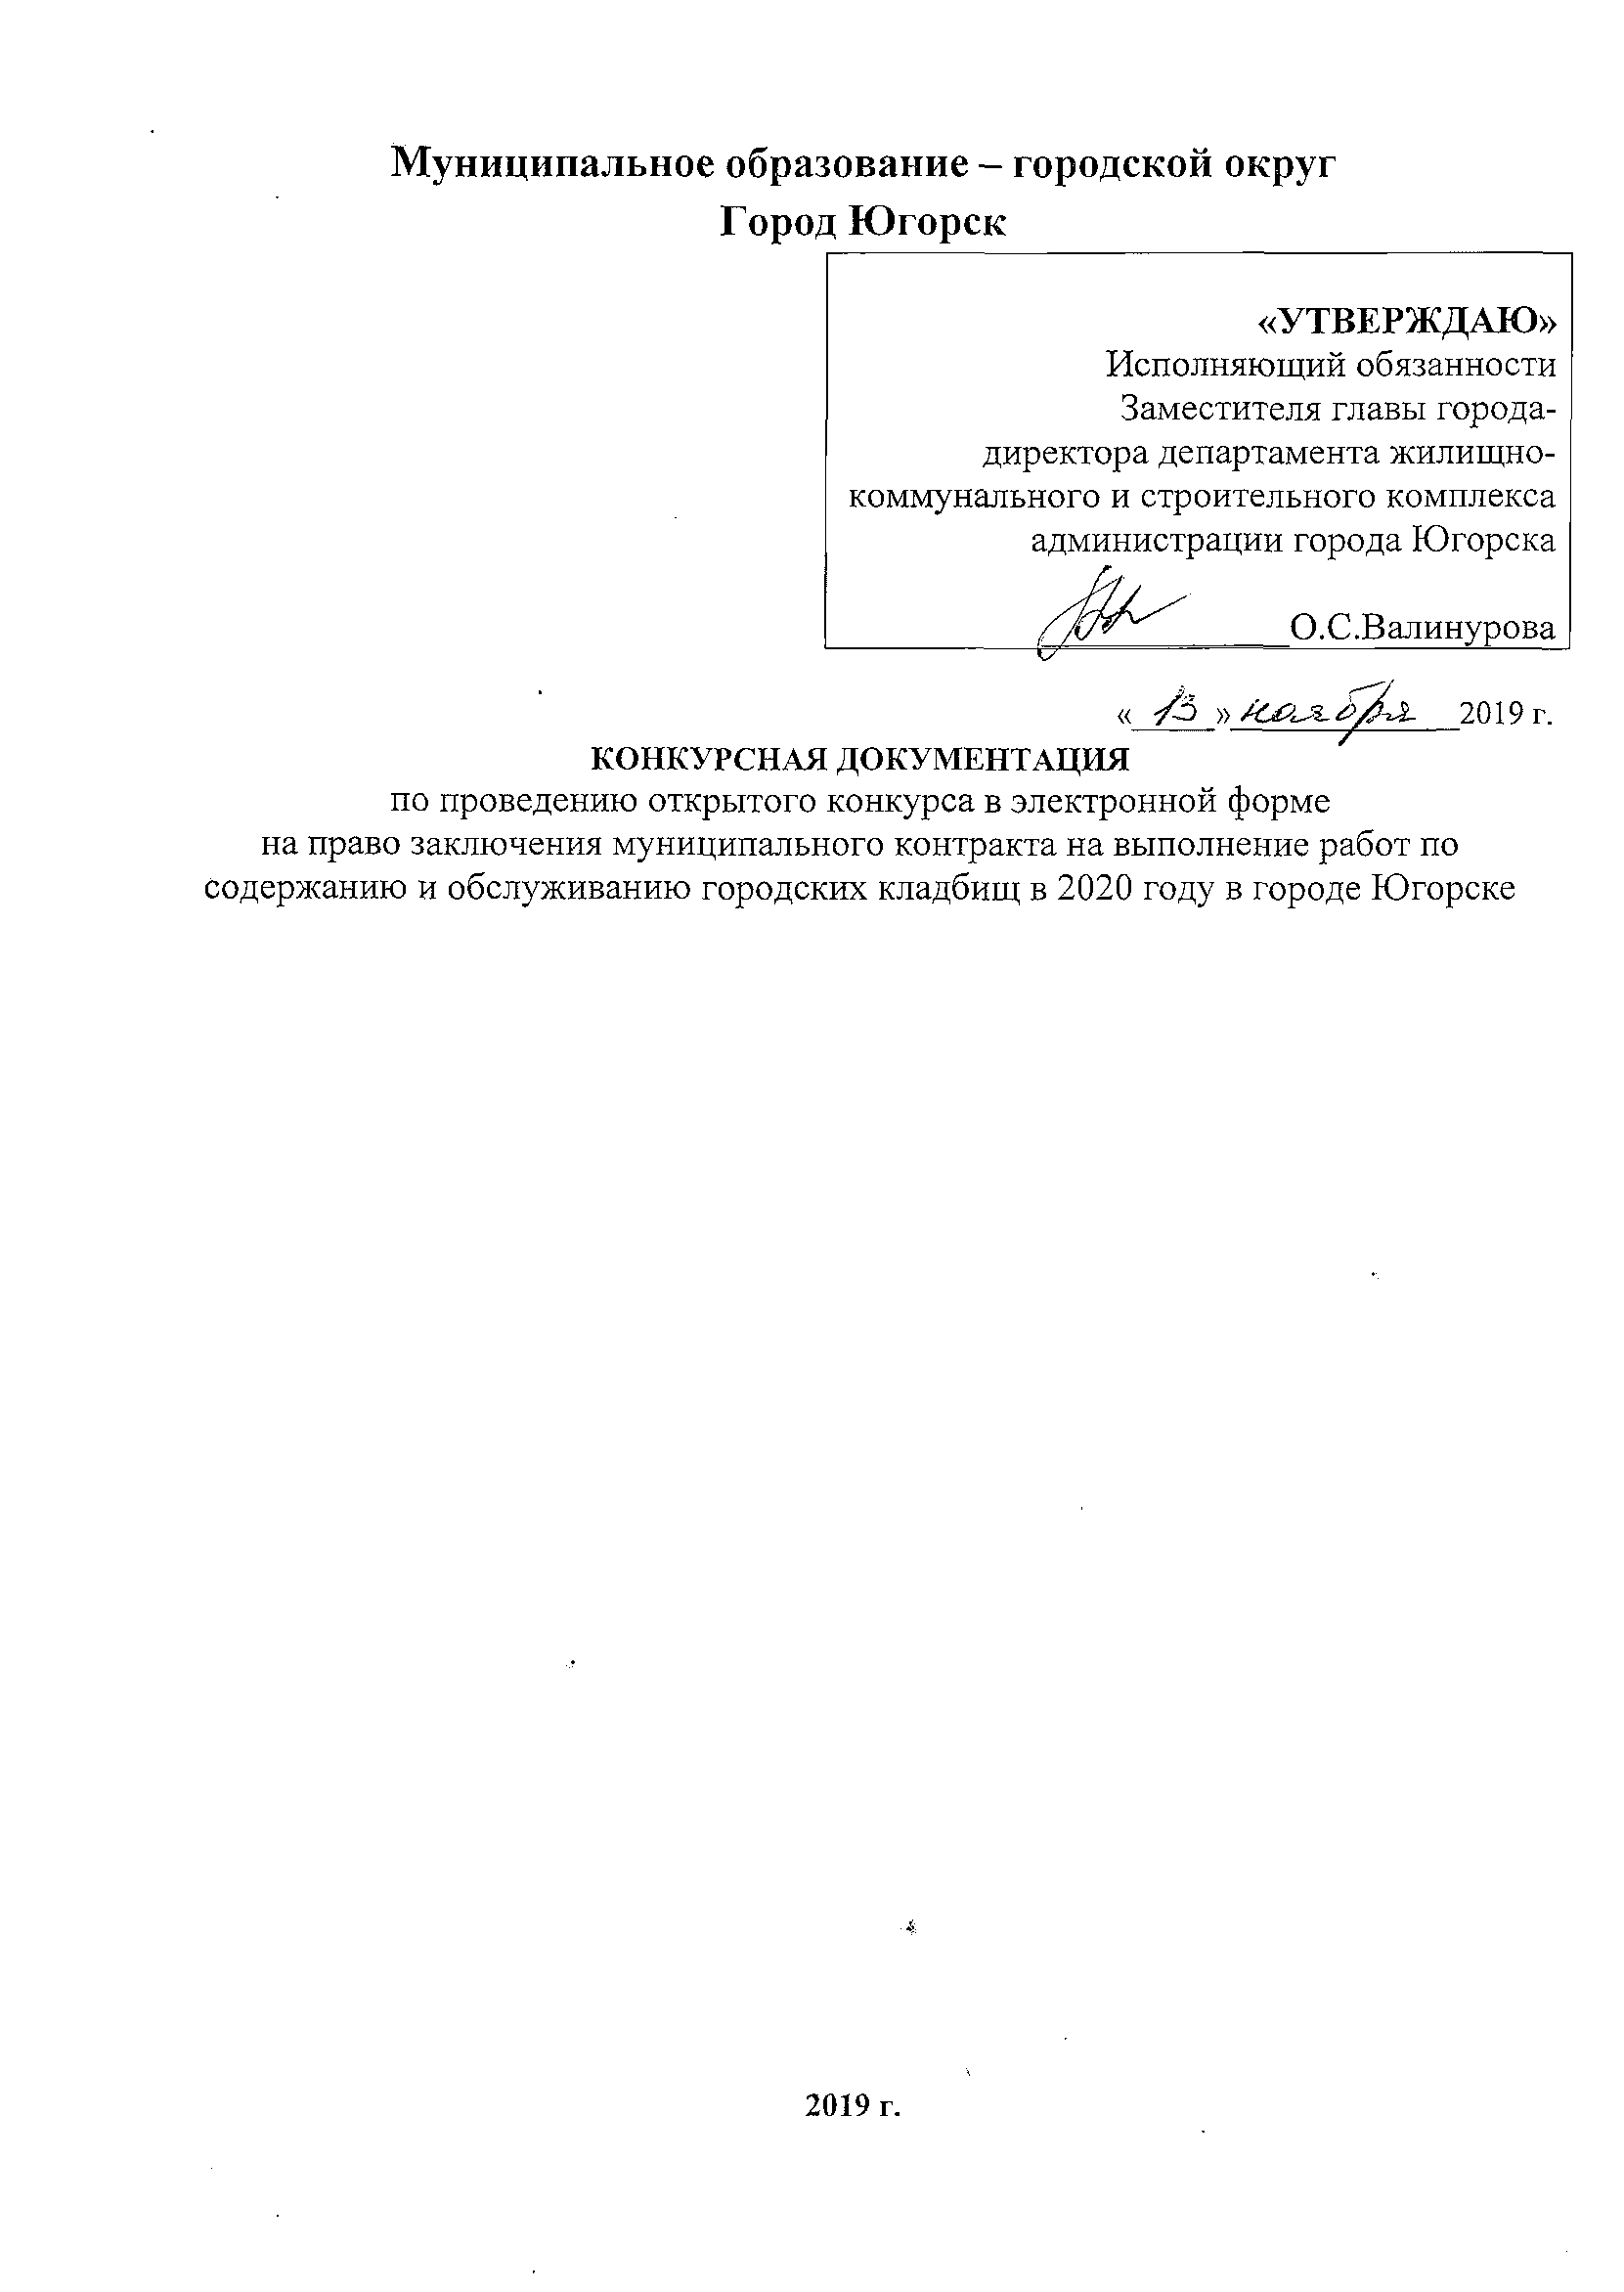 Муниципальное образование – городской округ
Город Югорск
«УТВЕРЖДАЮ»
Исполняющий обязанности
Заместителя главы города-
директора департамента жилищно-
коммунального и строительного комплекса
администрации города Югорска
О.С.Валинурова
« 13 » ноября 2019 г.
КОНКУРСНАЯ ДОКУМЕНТАЦИЯ
по проведению открытого конкурса в электронной форме
на право заключения муниципального контракта на выполнение работ по
содержанию и обслуживанию городских кладбищ в 2020 году в городе Югорске
2019 г.